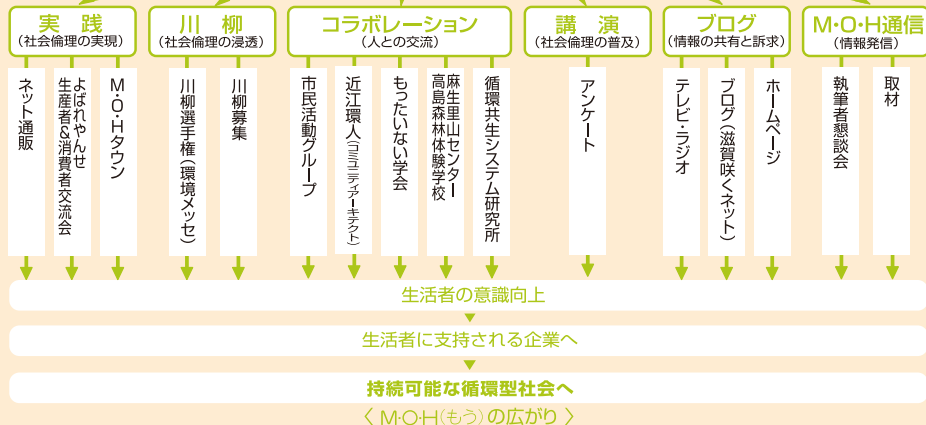 実践
(社会倫理の実現)
川柳
(社会倫理の浸透)
コラボレーション
(人との交流)
講演
(社会倫理の普及)
ブログ
(情報の共有と訴求)
M・O・H通信
(情報発信)
ネット通販
よばれやんせ
生産者&消費者交流会
M・O・Hタウン
川柳選手権(環境メッセ)
川柳募集
市民活動グループ
近江環人(コミュニティアーキテクト)
もったいない学会
麻生里山センター
高島森林体験学校
循環共生システム研究所
アンケート
テレビ・ラジオ
ブログ(滋賀咲くネット)
ホームページ
執筆者懇談会
取材
生活者の意識向上
生活者に支持される企業へ
持続可能な循環型社会へ
〈 M・O・H(もう)の広がり 〉